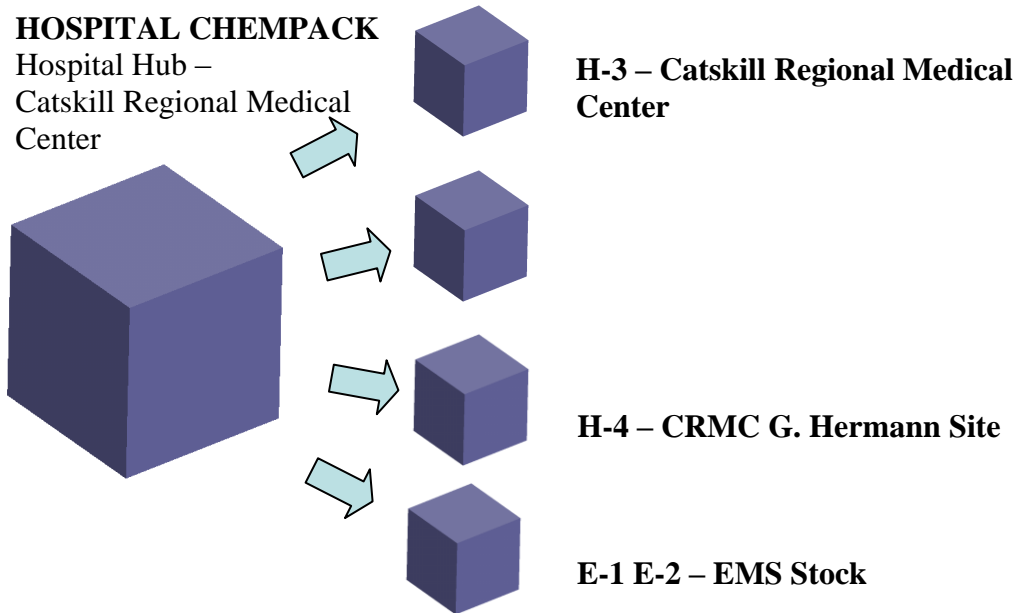 HOSPITAL CHEMPACK
Hospital Hub –
Catskill Regional Medical
Center
H-3 – Catskill Regional Medical
Center
H-4 – CRMC G. Hermann Site
E-1 E-2 – EMS Stock